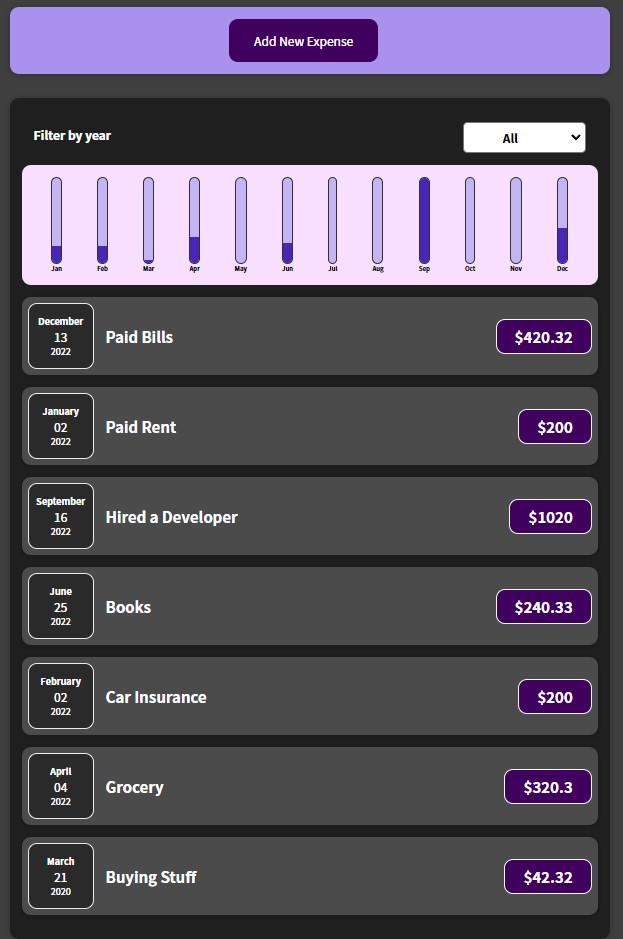 Add New Expense
Filter by year
All
Jan Feb Mar Apr May Jun Jul Aug Sep Oct Nov Dec
December
13
2022
Paid Bills
$420.32
January
02
2022
Paid Rent
$200
September
16
2022
Hired a Developer
$1020
June
25
2022
Books
$240.33
February
02
2022
Car Insurance
$200
April
04
2022
Grocery
$320.3
March
21
2020
Buying Stuff
$42.32